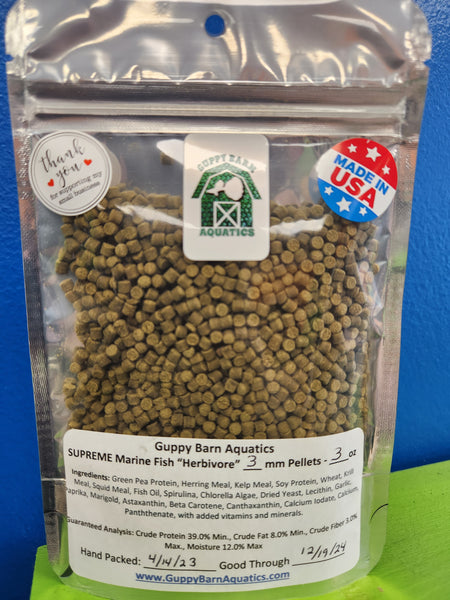 thank
you
for supporting my
small business
GUPPY BARN
AQUATICS
MADE IN
USA
Guppy Barn Aquatics
SUPREME Marine Fish "Herbivore" 3 mm Pellets - 3 oz
Ingredients: Green Pea Protein, Herring Meal, Kelp Meal, Soy Protein, Wheat, Krill
Meal, Squid Meal, Fish Oil, Spirulina, Chlorella Algae, Dried Yeast, Lecithin, Garlic,
Paprika, Marigold, Astaxanthin, Beta Carotene, Canthaxanthin, Calcium Iodate, Calcium,
Panththenate, with added vitamins and minerals.
Guaranteed Analysis: Crude Protein 39.0% Min., Crude Fat 8.0% Min., Crude Fiber 3.0%
Max., Moisture 12.0% Max
Hand Packed: 4/14/23 Good Through 12/19/24
www.GuppyBarnAquatics.com